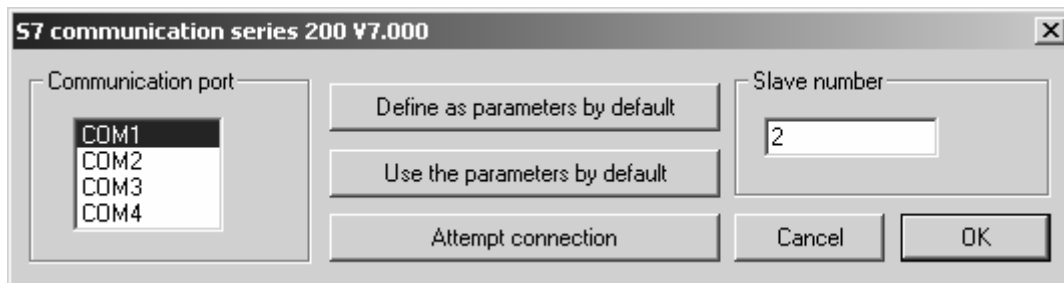 S7 communication series 200 V7.000
Communication port
COM1
COM2
COM3
COM4
Define as parameters by default
Use the parameters by default
Attempt connection
Slave number
2
Cancel
OK